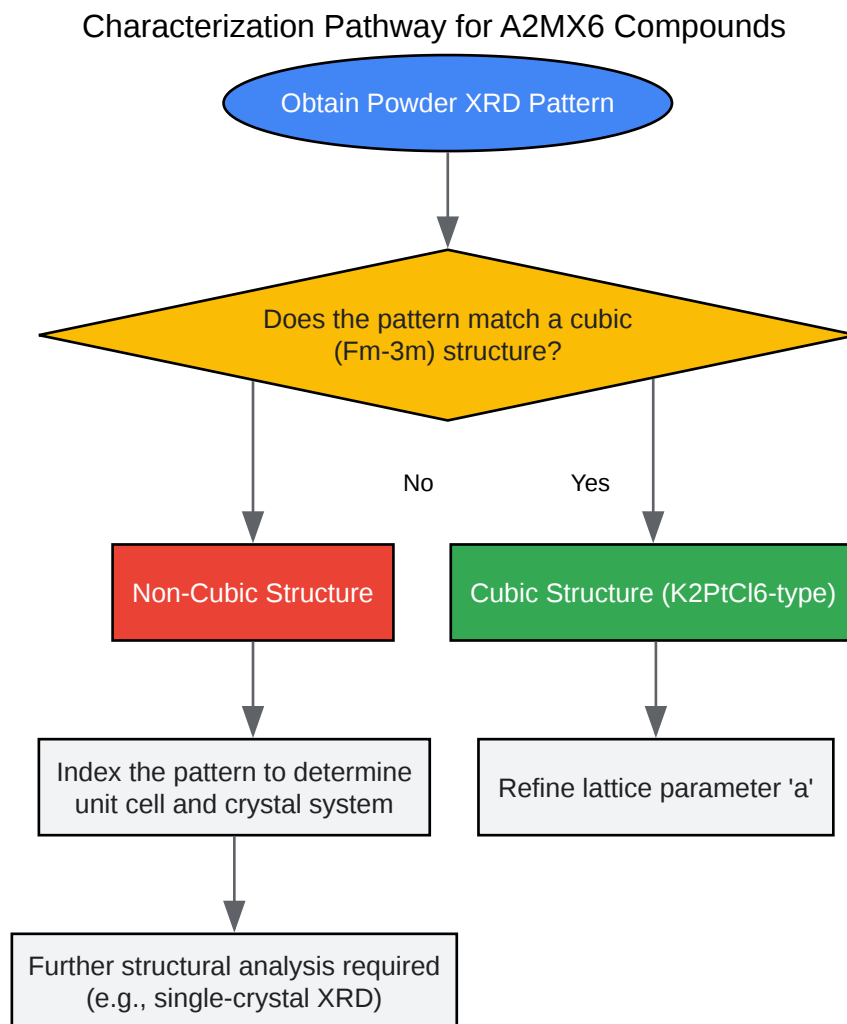 Characterization Pathway for A2MX6 Compounds
Obtain Powder XRD Pattern
Does the pattern match a cubic
(Fm-3m) structure?
No
Yes
Non-Cubic Structure
Cubic Structure (K2PtCl6-type)
Index the pattern to determine
unit cell and crystal system
Refine lattice parameter 'a'
Further structural analysis required
(e.g., single-crystal XRD)